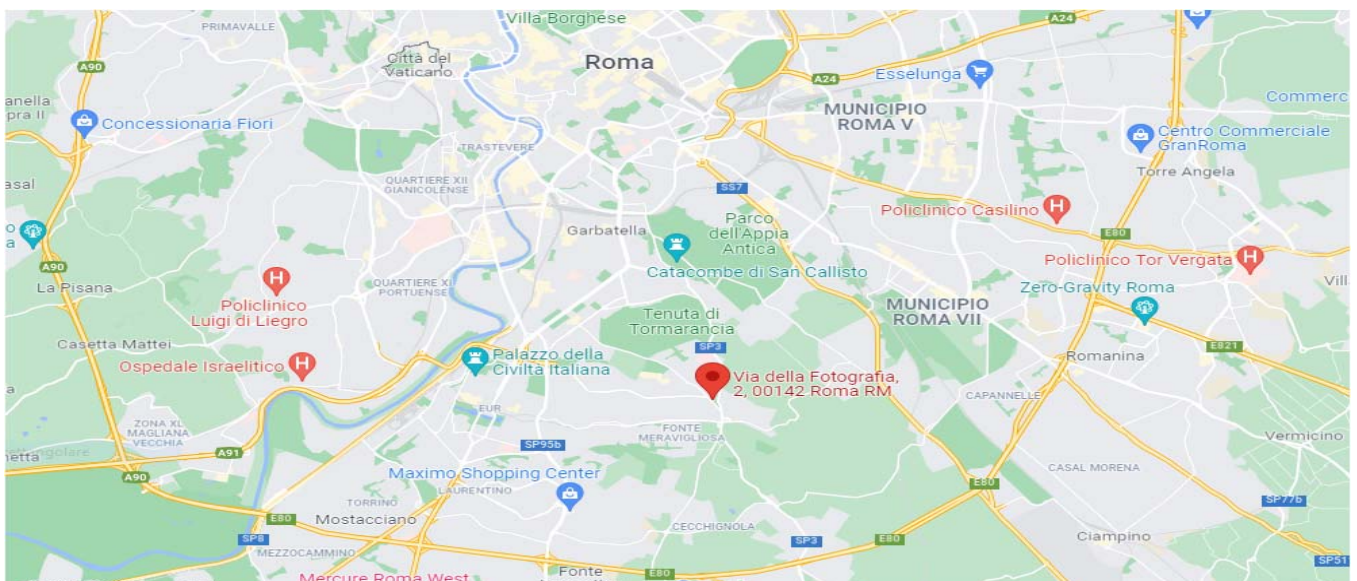 Villa Borghese
PRIMAVALLE
A24
A90
Città del
Vaticano
Roma
Esselunga
A24
anella
pra II
Concessionaria Fiori
MUNICIPIO
ROMA V
Commerc
Centro Commerciale
GranRoma
TRASTEVERE
Torre Angela
asal
QUARTIERE XII
GIANICOLENSE
SS7
Policlinico Casilino
Parco
dell'Appia
Antica
Garbatella
E80
o
a
A90
Catacombe di San Callisto
Policlinico Tor Vergata
La Pisana
QUARTIERE XI
PORTUENSE
Zero-Gravity Roma
Vill
Policlinico
Luigi di Liegro
MUNICIPIO
ROMA VII
Tenuta di
Tormarancia
Casetta Mattei
SP3
E821
Ospedale Israelitico
Palazzo della
Civiltà Italiana
Romanina
Via della Fotografia,
2, 00142 Roma RM
a
CAPANNELLE
EUR
ZONA XL
MAGLIANA
VECCHIA
FONTE
MERAVIGLIOSA
Vermicino
SP95b
A91
netta
A90
Maximo Shopping Center
CASAL MORENA
E80
LAURENTINO
TORRINO
SP77b
E80
Mostacciano
CECCHIGNOLA
SP8
SP3
E80
Ciampino
MEZZOCAMMINO
SP511
Mercure Roma West
Fonte
E80